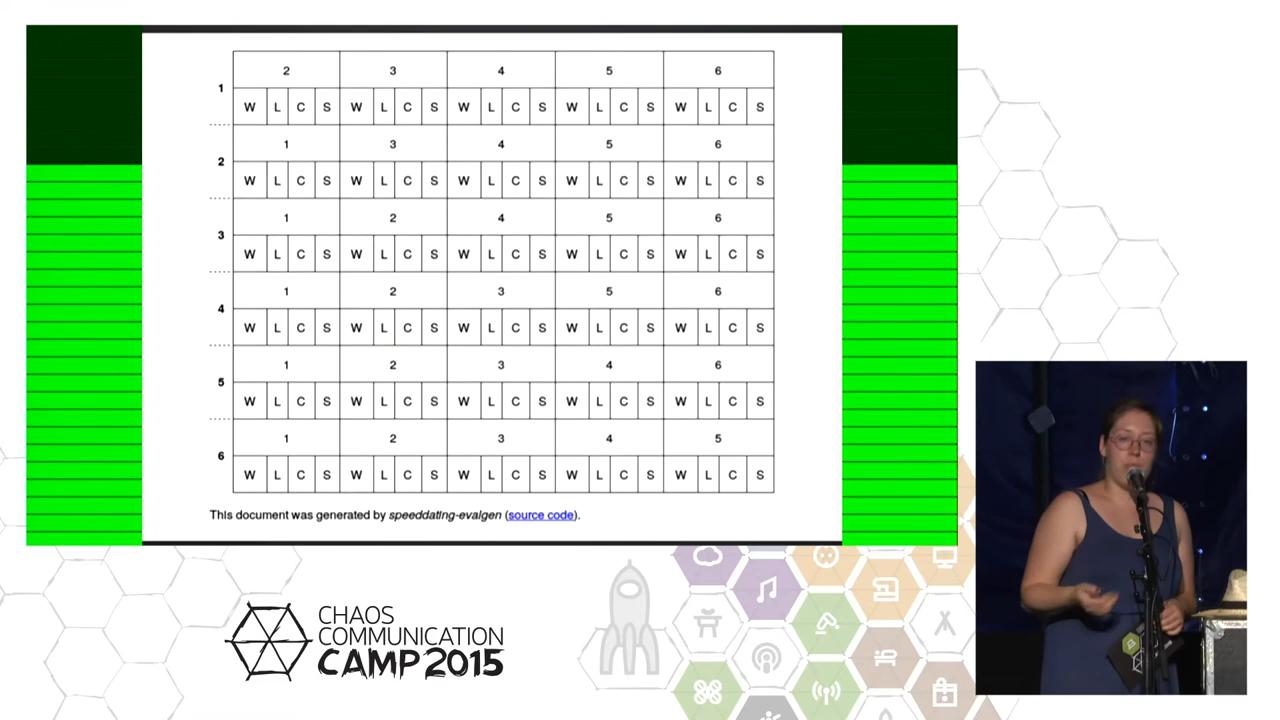 2 3 4 5 6
1
W L C S W L C S W L C S W L C S W L C S
1 3 4 5 6
2
W L C S W L C S W L C S W L C S W L C S
1 2 4 5 6
3
W L C S W L C S W L C S W L C S W L C S
1 2 3 5 6
4
W L C S W L C S W L C S W L C S W L C S
1 2 3 4 6
5
W L C S W L C S W L C S W L C S W L C S
1 2 3 4 5
6
W L C S W L C S W L C S W L C S W L C S
This document was generated by speeddating-evalgen (source code).
CHAOS
COMMUNICATION
CAMP 2015